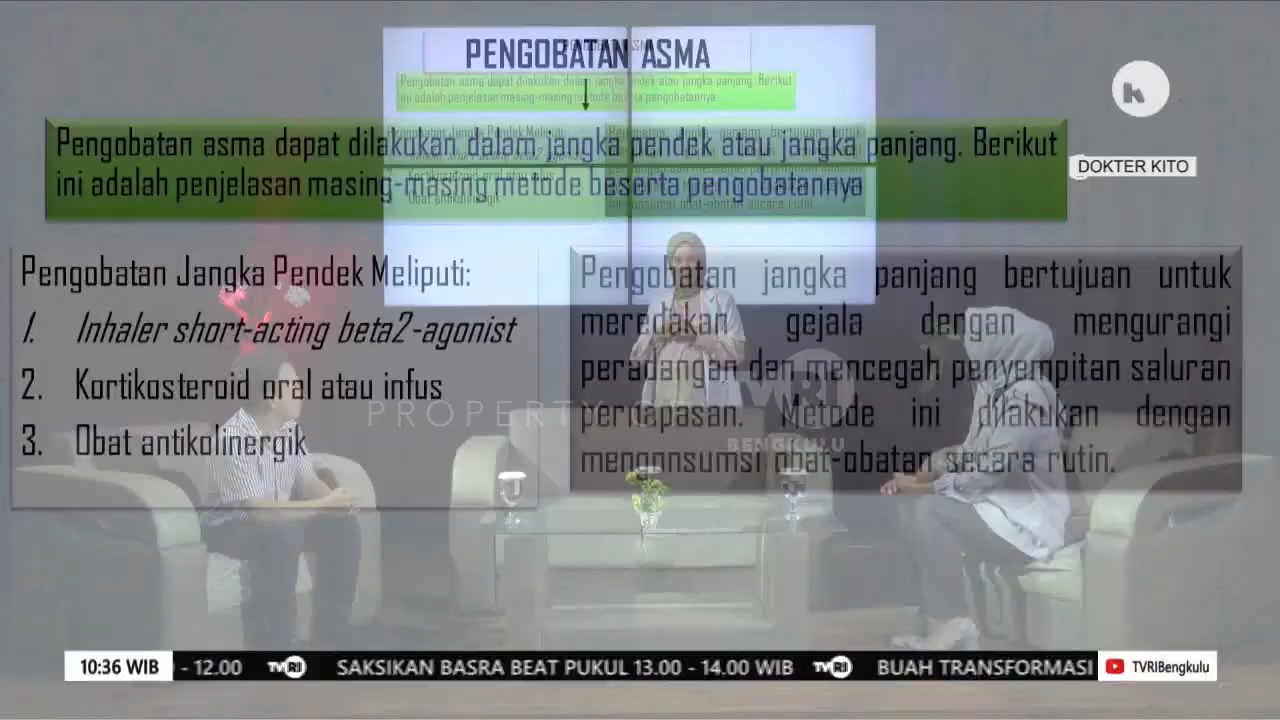 PENGOBATAN ASMA
Pengobatan asma dapat dilakukan dalam jangka pendek atau jangka panjang. Berikut
ini adalah penjelasan masing-masing metode beserta pengobatannya
DOKTER KITO
Pengobatan Jangka Pendek Meliputi:
1. Inhaler short-acting beta2-agonist
2. Kortikosteroid oral atau infus
3. Obat antikolinergik
Pengobatan jangka panjang bertujuan untuk
meredakan gejala dengan mengurangi
peradangan dan mencegah penyempitan saluran
pernapasan. Metode ini dilakukan dengan
mengonsumsi obat-obatan secara rutin.
PROPERTY
TVRI
BENGKULU
10:36 WIB
- 12.00 TVRI SAKSIKAN BASRA BEAT PUKUL 13.00 - 14.00 WIB TVRI BUAH TRANSFORMASI
TVRIBengkulu